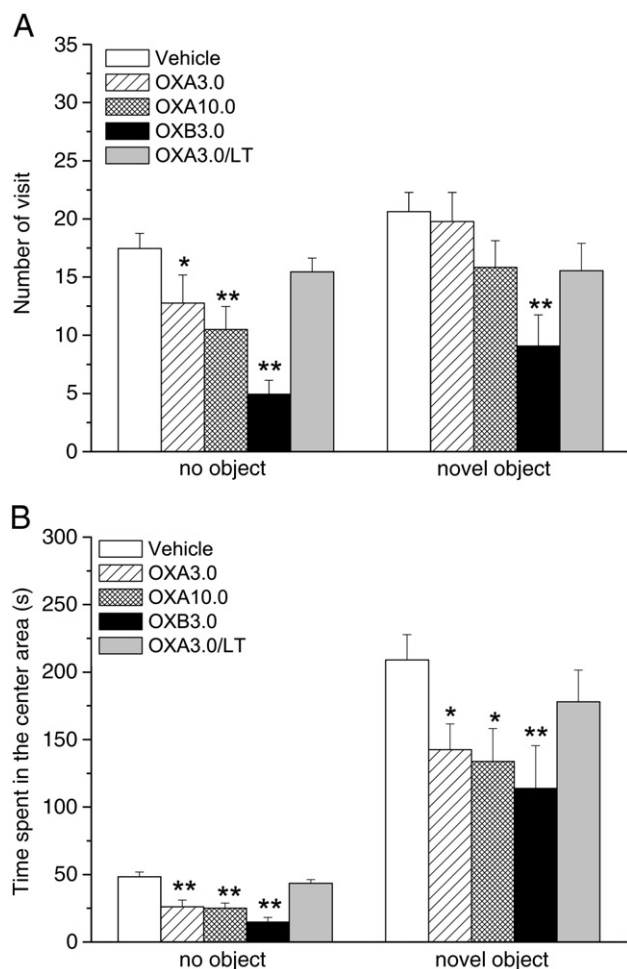 A
35
30
25
20
15
10
5
0
Number of visit
Vehicle
OXA3.0
OXA10.0
OXB3.0
OXA3.0/LT
*
**
**
**
no object
novel object
B
300
250
200
150
100
50
0
Time spent in the center area (s)
Vehicle
OXA3.0
OXA10.0
OXB3.0
OXA3.0/LT
**
**
**
*
*
**
no object
novel object